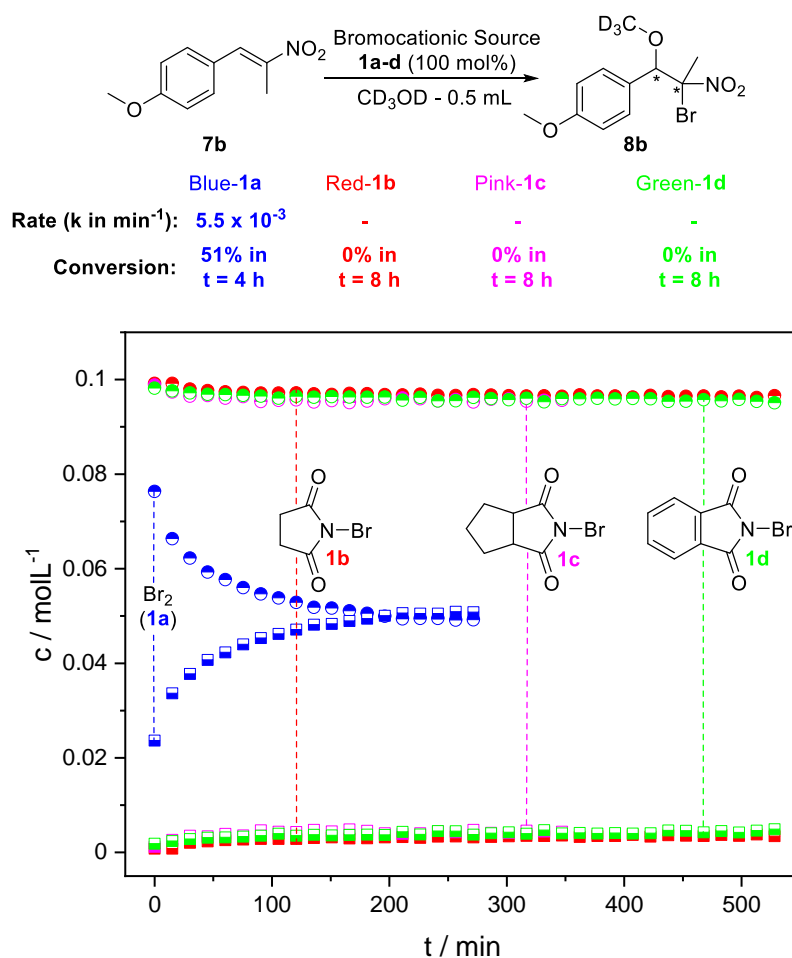 D₃C
O
NO₂
Bromocationic Source
1a-d (100 mol%)
CD₃OD - 0.5 mL
* *
NO₂
Br
O
O
7b
8b
Blue-1a Red-1b Pink-1c Green-1d
Rate (k in min⁻¹): 5.5 x 10⁻³ - - -
Conversion: 51% in t = 4 h 0% in t = 8 h 0% in t = 8 h 0% in t = 8 h
0.1
0.08
0.06
0.04
0.02
0
c / molL⁻¹
Br₂
(1a)
O
N Br
O
1b
O
N Br
O
1c
O
N Br
O
1d
0 100 200 300 400 500
t / min